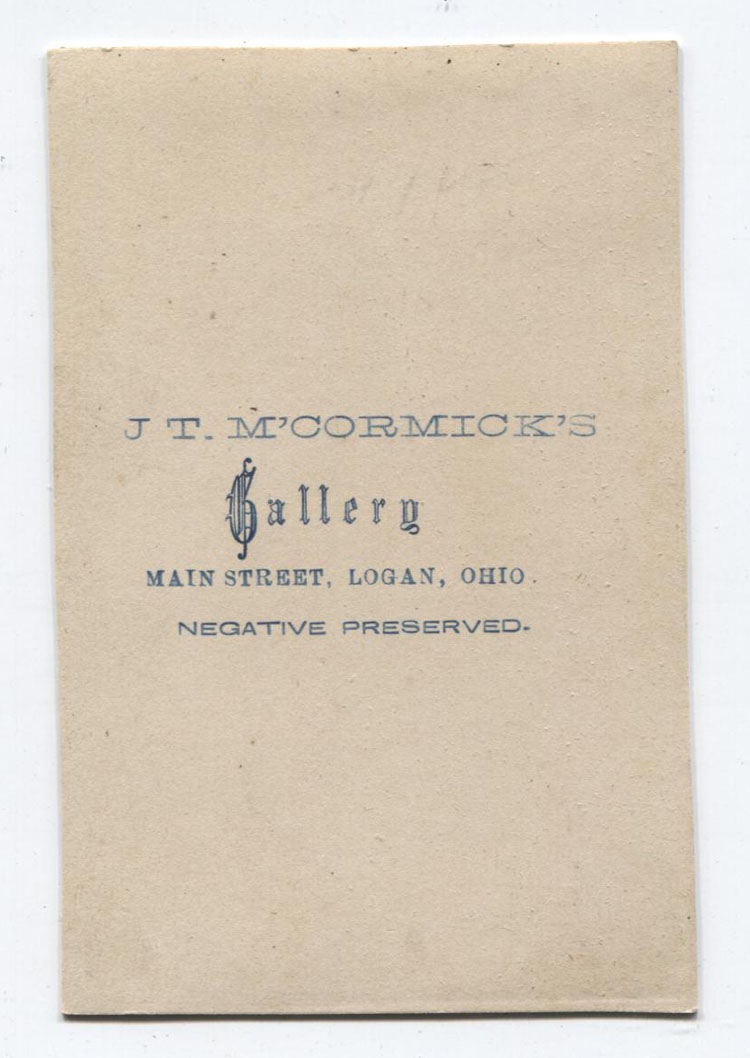 J T. M'CORMICK'S
Gallery
MAIN STREET, LOGAN, OHIO.
NEGATIVE PRESERVED.